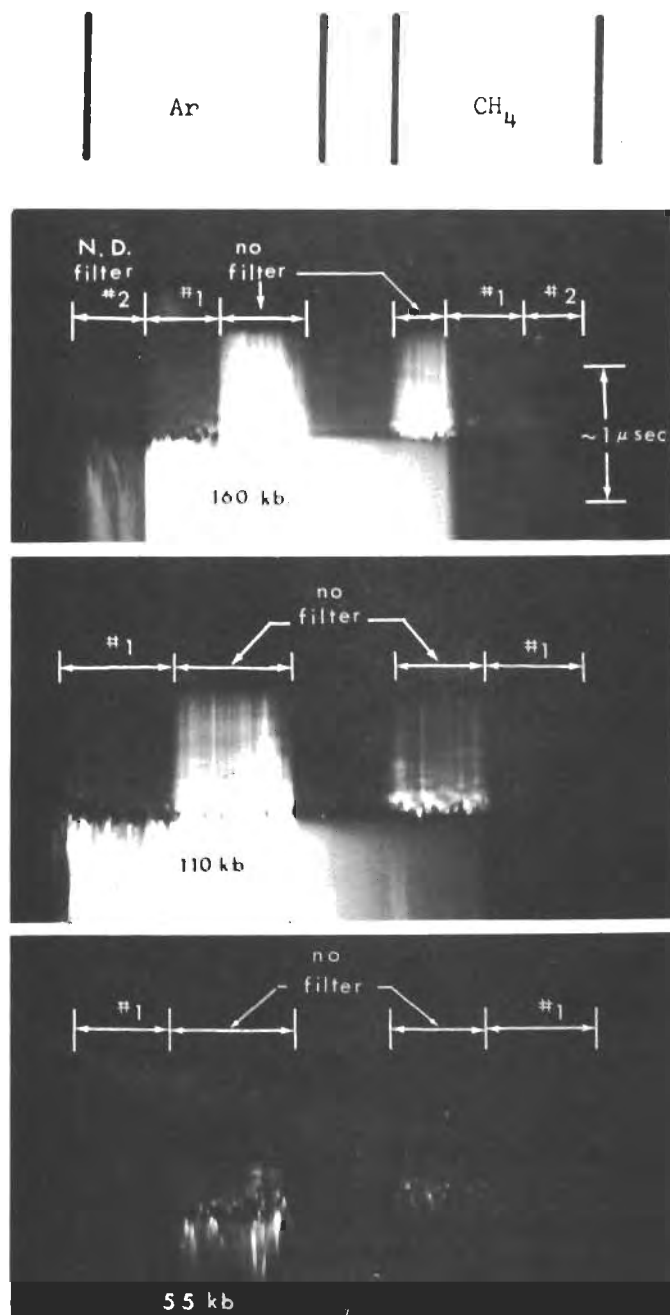 Ar CH4
N. D. no
filter filter
#2 #1 #1 #2
~1 μsec
160 kb.
no
filter
#1 #1
110 kb
no
filter
#1 #1
55 kb